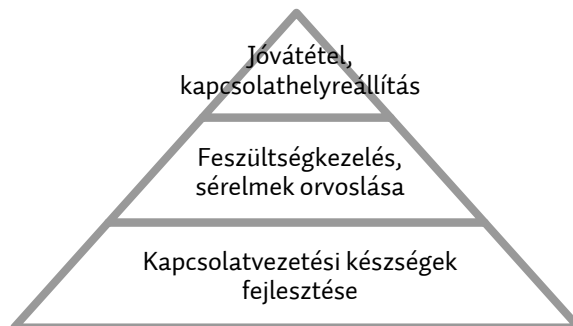 Jóvátétel,
kapcsolathelyreállítás
Feszültségkezelés,
sérelmek orvoslása
Kapcsolatvezetési készségek
fejlesztése